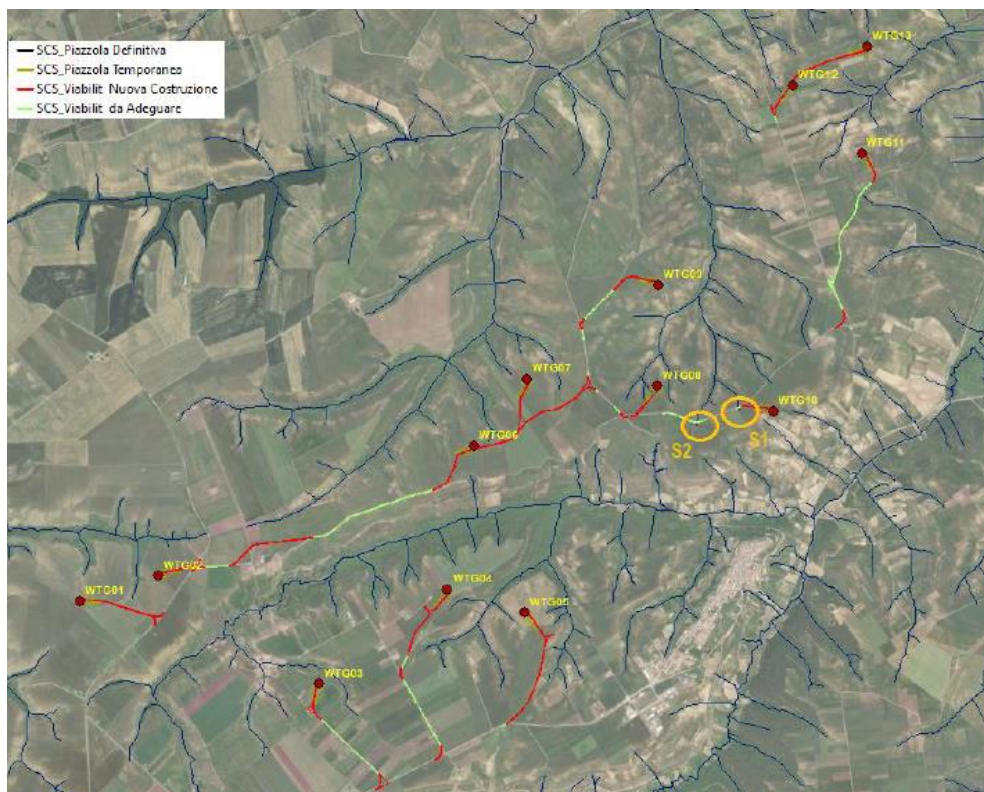 SCS_Piazzola Definitiva
SCS_Piazzola Temporanea
SCS_Viabilit Nuova Costruzione
SCS_Viabilit da Adeguare
WTG13
WTG12
WTG11
WTG09
WTG07
WTG08
WTG10
S1
S2
WTG06
WTG02
WTG01
WTG04
WTG05
WTG03